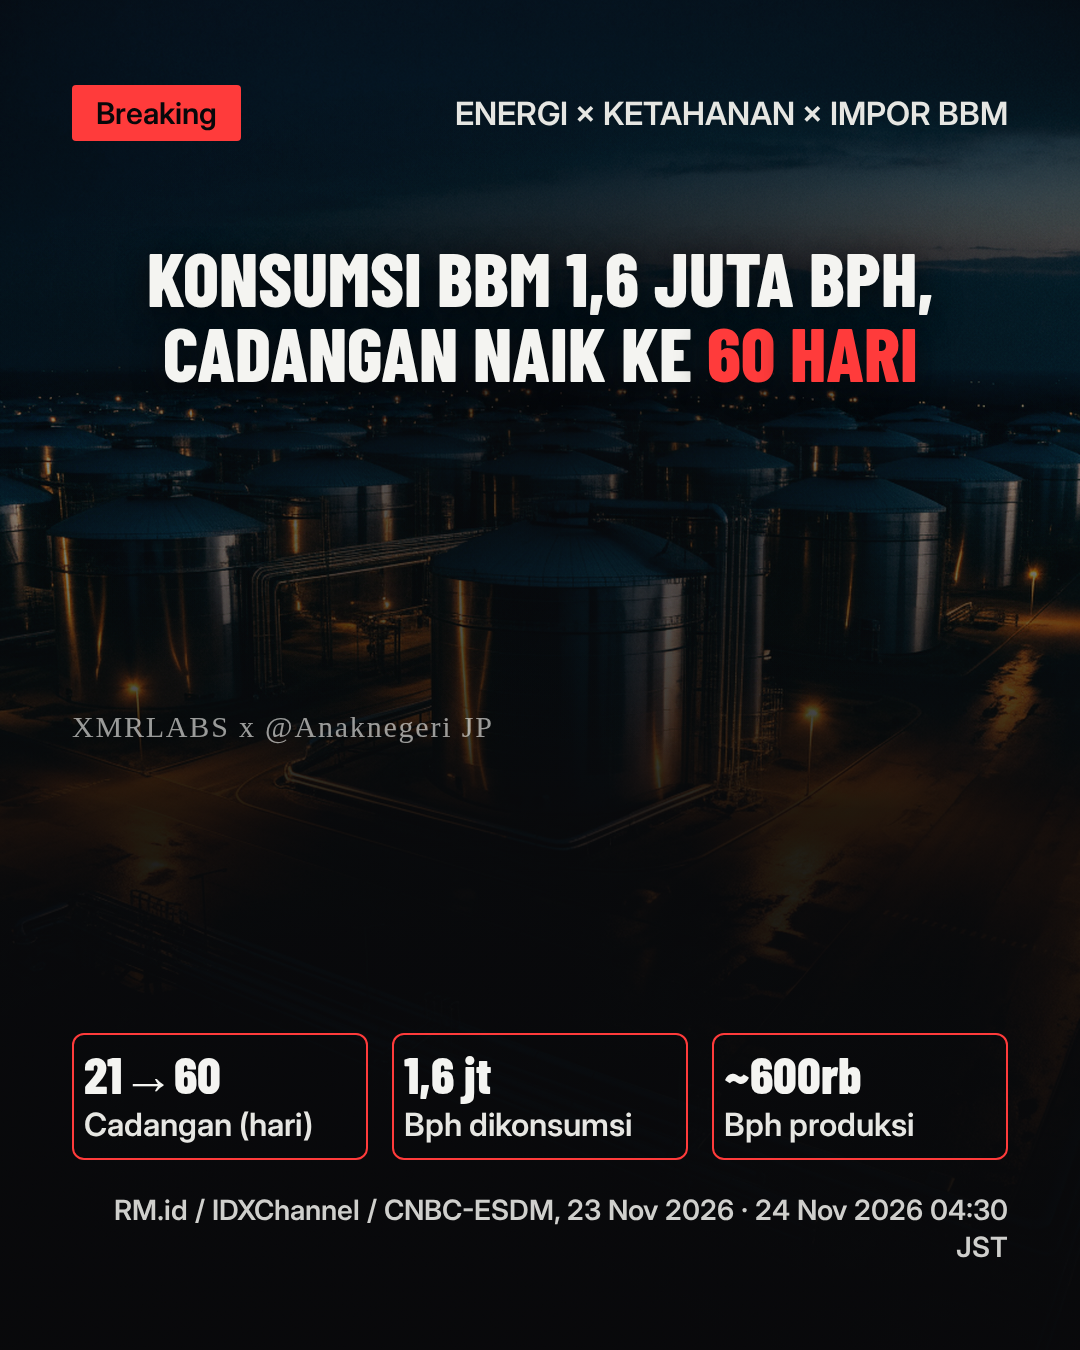 Breaking
ENERGI × KETAHANAN × IMPOR BBM
KONSUMSI BBM 1,6 JUTA BPH,
CADANGAN NAIK KE 60 HARI
XMRLABS x @Anaknegeri JP
21→60
Cadangan (hari)
1,6 jt
Bph dikonsumsi
~600rb
Bph produksi
RM.id / IDXChannel / CNBC-ESDM, 23 Nov 2026 · 24 Nov 2026 04:30
JST